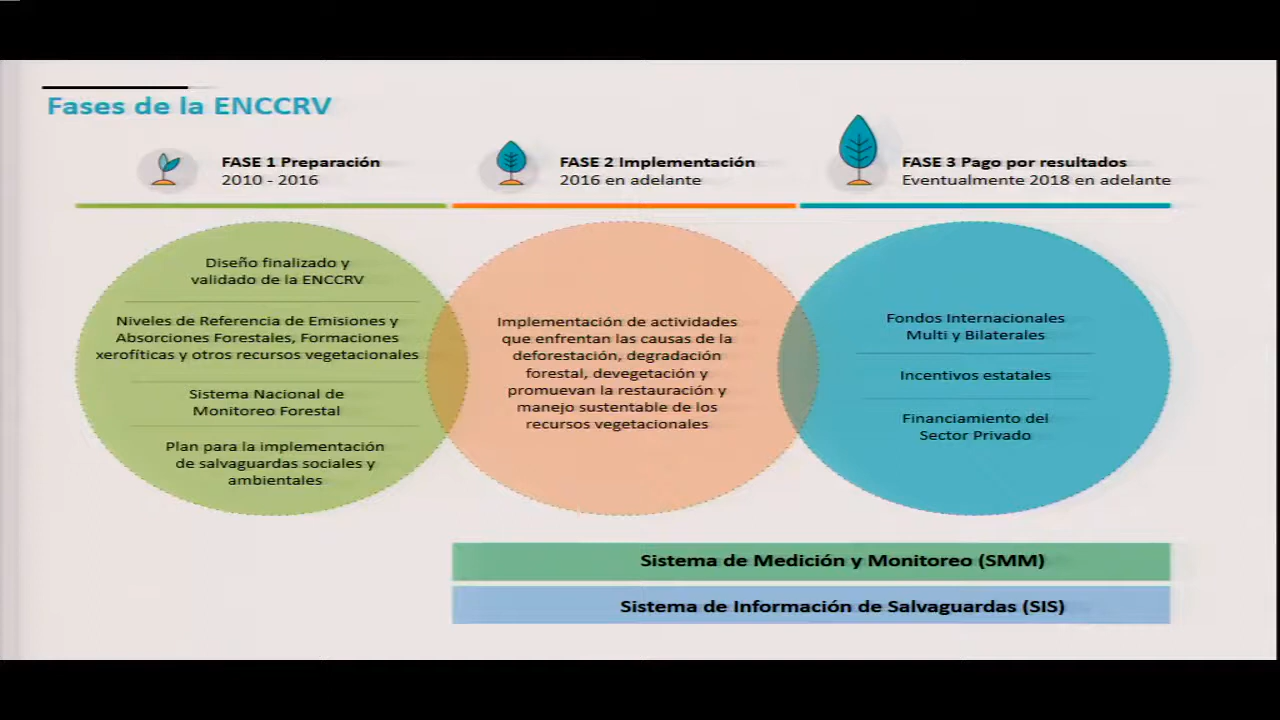 Fases de la ENCCRV
FASE 1 Preparación
2010 - 2016
FASE 2 Implementación
2016 en adelante
FASE 3 Pago por resultados
Eventualmente 2018 en adelante
Diseño finalizado y
validado de la ENCCRV
Niveles de Referencia de Emisiones y
Absorciones Forestales, Formaciones
xerofíticas y otros recursos vegetacionales
Sistema Nacional de
Monitoreo Forestal
Plan para la implementación
de salvaguardas sociales y
ambientales
Implementación de actividades
que enfrentan las causas de la
deforestación, degradación
forestal, devegetación y
promuevan la restauración y
manejo sustentable de los
recursos vegetacionales
Fondos Internacionales
Multi y Bilaterales
Incentivos estatales
Financiamiento del
Sector Privado
Sistema de Medición y Monitoreo (SMM)
Sistema de Información de Salvaguardas (SIS)